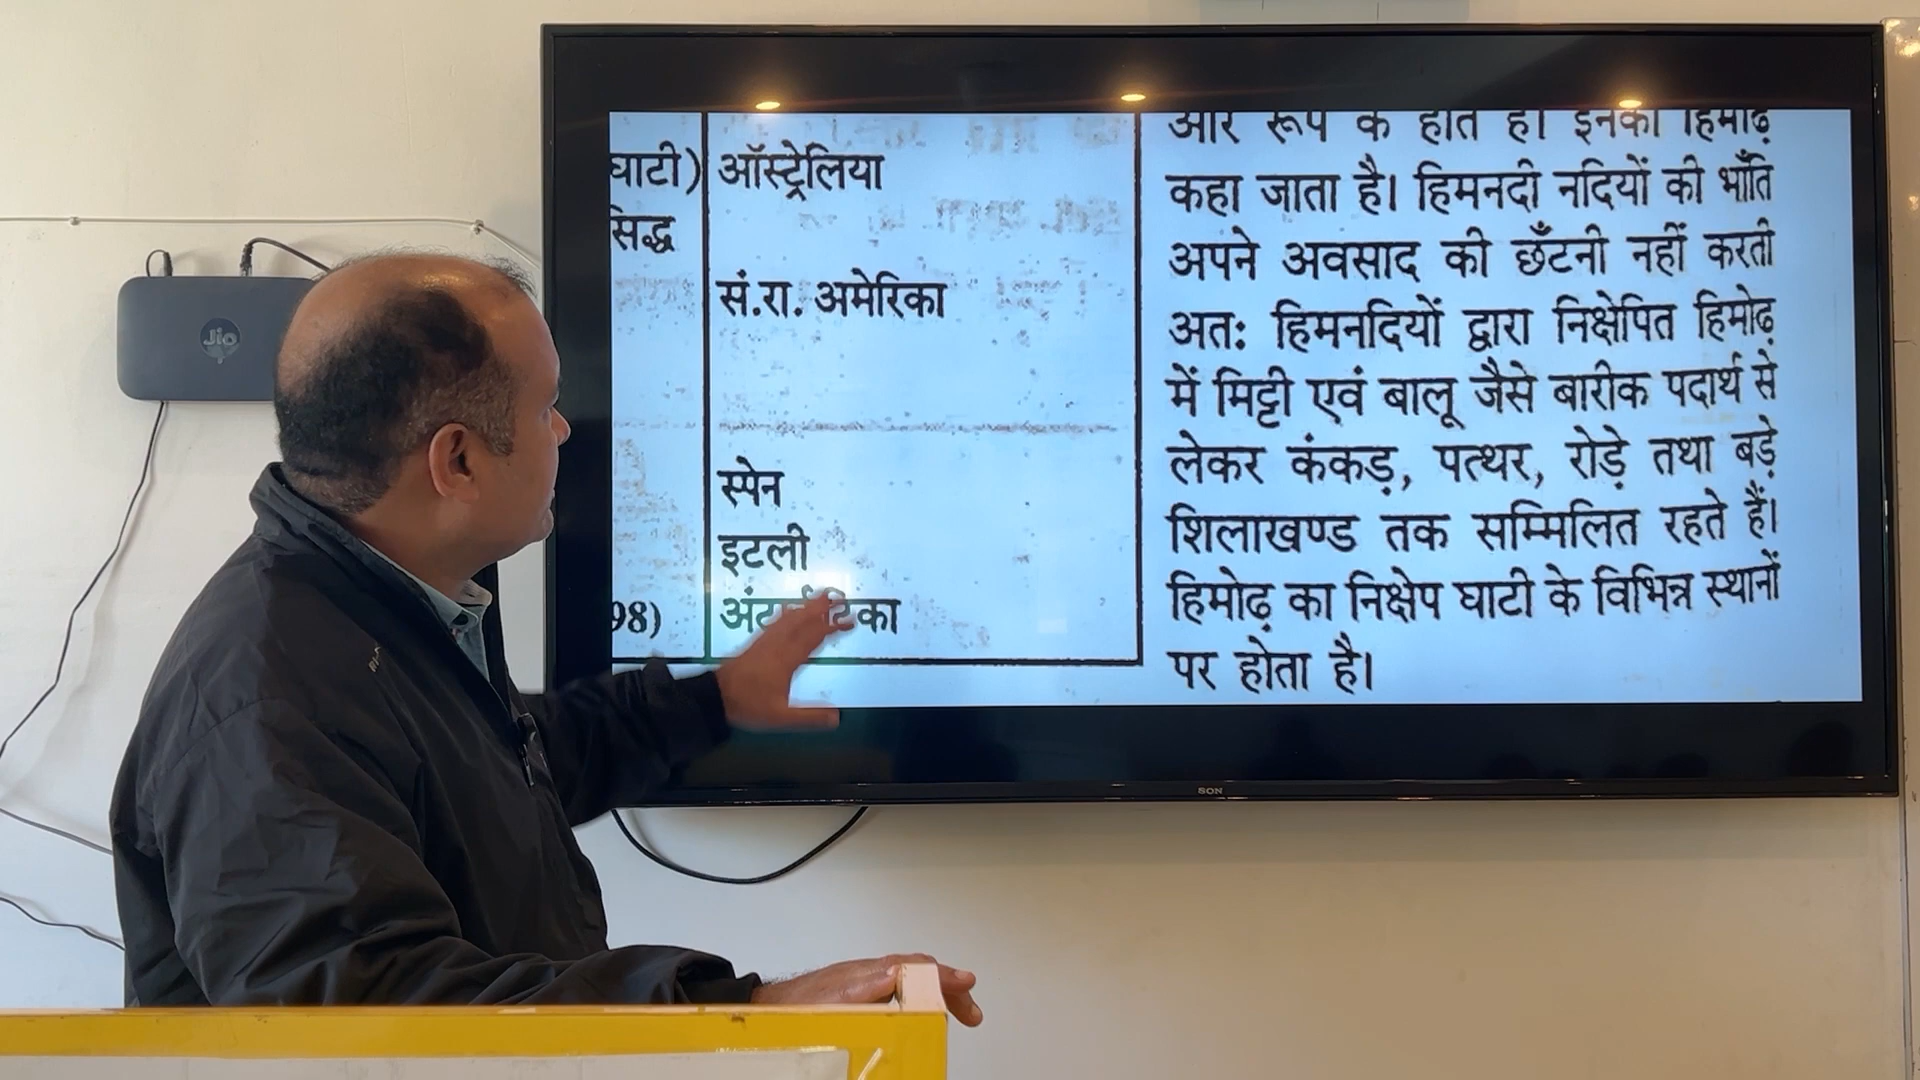 Jio
घाटी)
सिद्ध
98)
ऑस्ट्रेलिया
सं.रा. अमेरिका
स्पेन
इटली
और रूप के होते हैं। इनको हिमोढ़
कहा जाता है। हिमनदी नदियों की भाँति
अपने अवसाद की छँटनी नहीं करती
अतः हिमनदियों द्वारा निक्षेपित हिमोढ़
में मिट्टी एवं बालू जैसे बारीक पदार्थ से
लेकर कंकड़, पत्थर, रोड़े तथा बड़े
शिलाखण्ड तक सम्मिलित रहते हैं।
हिमोढ़ का निक्षेप घाटी के विभिन्न स्थानों
पर होता है।
SON